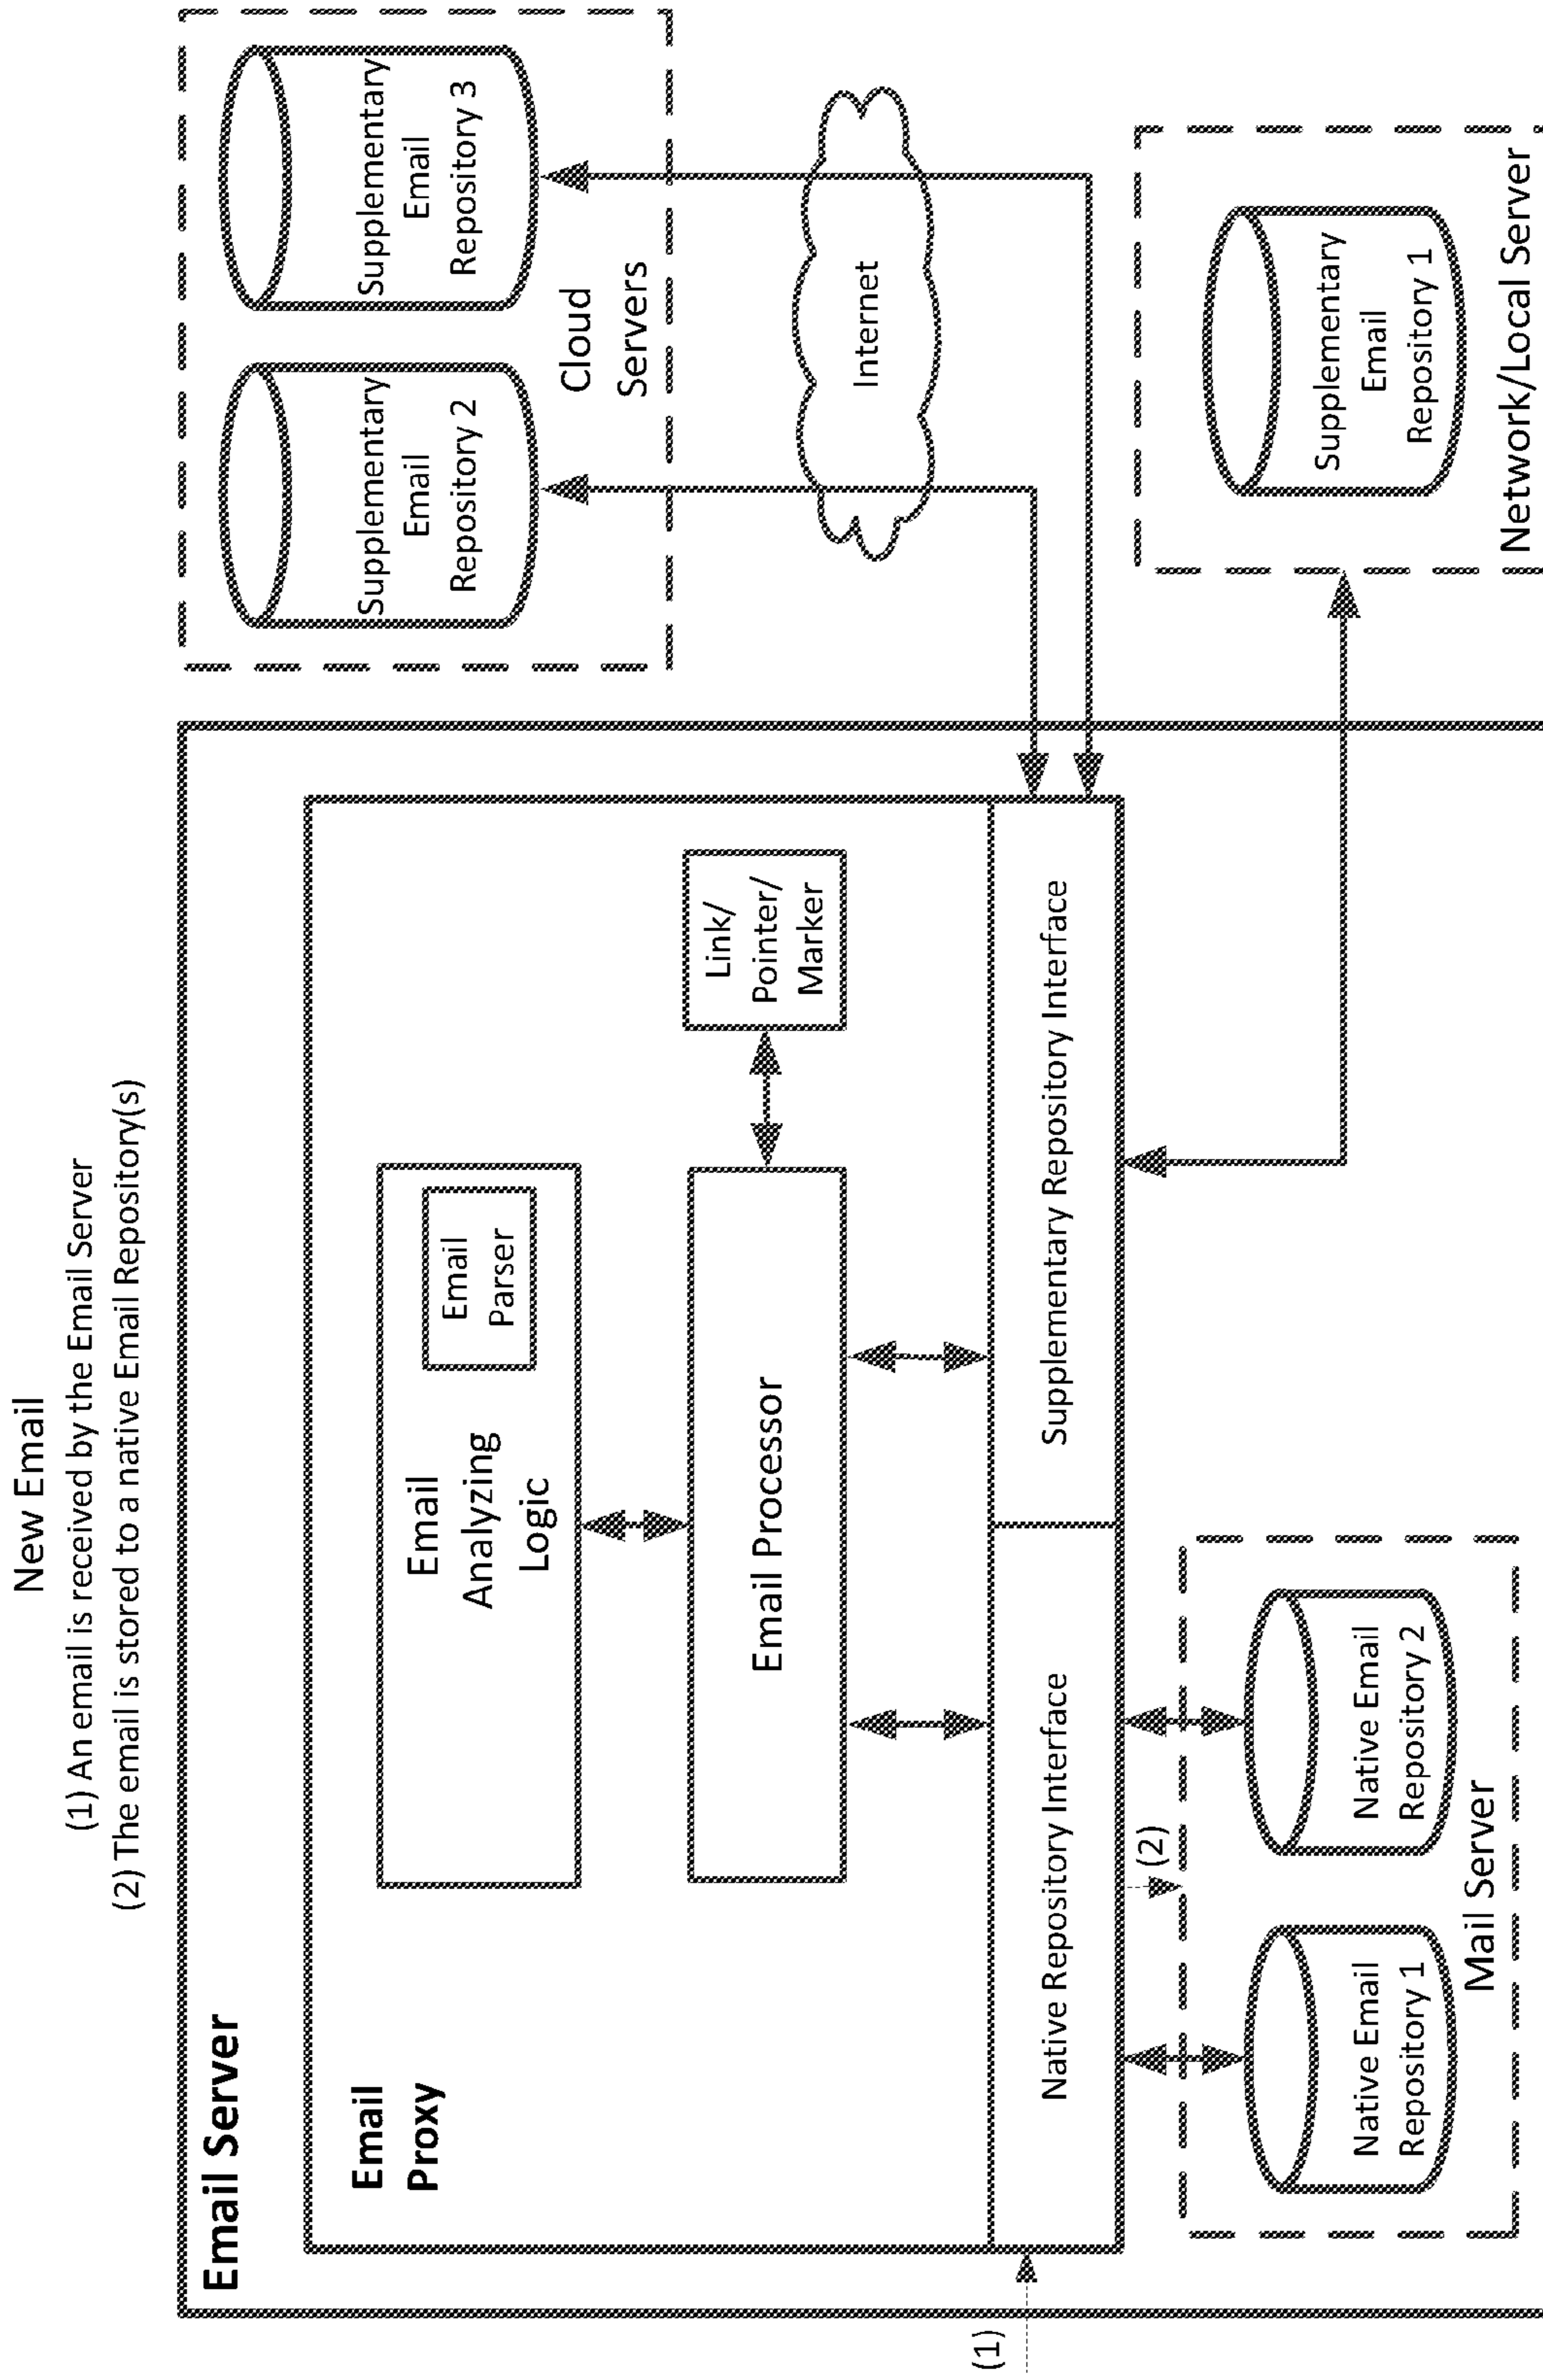 New Email
(1) An email is received by the Email Server
(2) The email is stored to a native Email Repository(s)
Email Server
Email
Proxy
Email
Analyzing
Logic
Email
Parser
Email Processor
Link/
Pointer/
Marker
Native Repository Interface
Supplementary Repository Interface
(1)
(2)
Native Email
Repository 1
Native Email
Repository 2
Mail Server
Supplementary
Email
Repository 2
Supplementary
Email
Repository 3
Cloud
Servers
Internet
Supplementary
Email
Repository 1
Network/Local Server